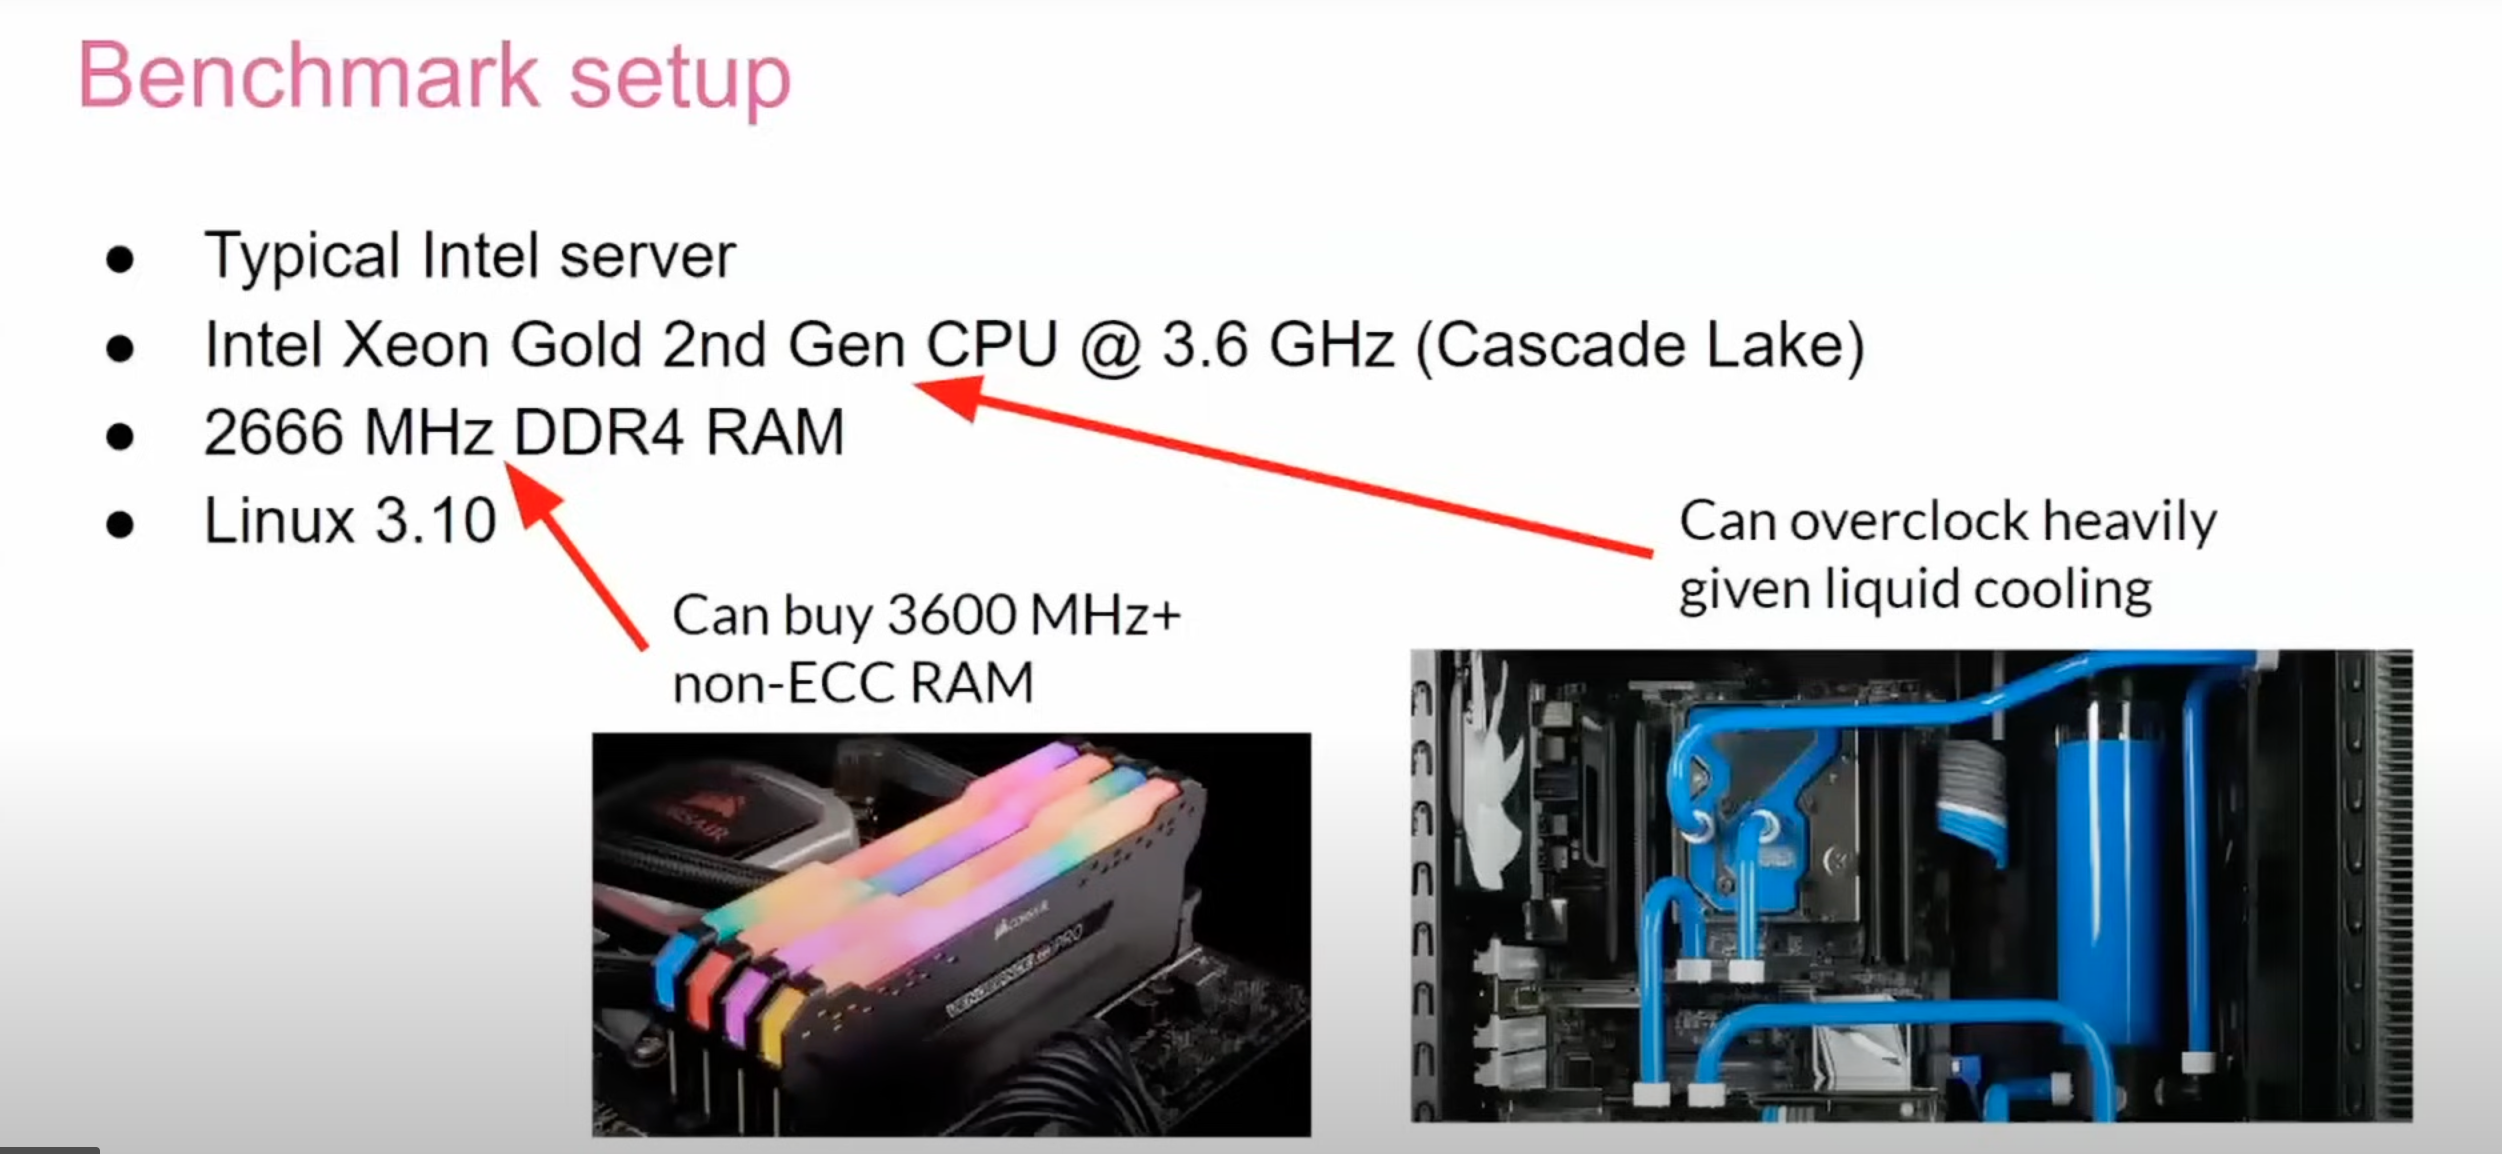 Benchmark setup
● Typical Intel server
● Intel Xeon Gold 2nd Gen CPU @ 3.6 GHz (Cascade Lake)
● 2666 MHz DDR4 RAM
● Linux 3.10
Can overclock heavily
given liquid cooling
Can buy 3600 MHz+
non-ECC RAM
CORSAIR
VENGEANCE RGB PRO